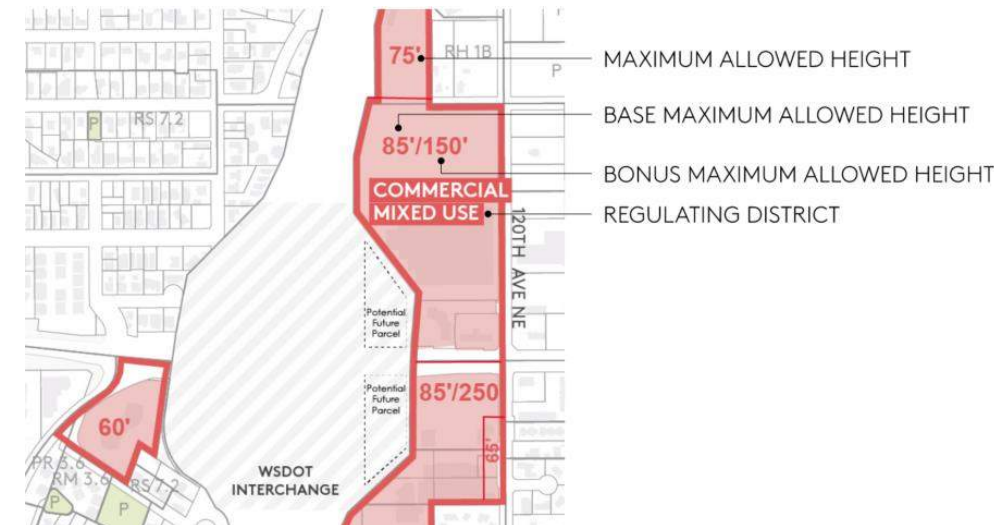 75'
RH 1B
P
MAXIMUM ALLOWED HEIGHT
BASE MAXIMUM ALLOWED HEIGHT
P
RS 7.2
85'/150'
BONUS MAXIMUM ALLOWED HEIGHT
COMMERCIAL
MIXED USE
REGULATING DISTRICT
120TH AVE NE
Potential
Future
Parcel
Potential
Future
Parcel
85'/250
60'
65'
PR 3.6
RM 3.6
RS 7.2
WSDOT
INTERCHANGE
P
P